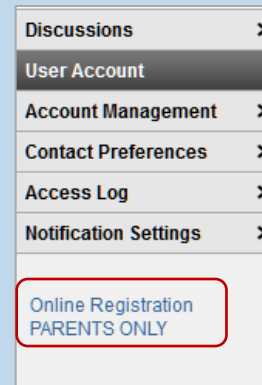 Discussions
User Account
Account Management
Contact Preferences
Access Log
Notification Settings
Online Registration
PARENTS ONLY